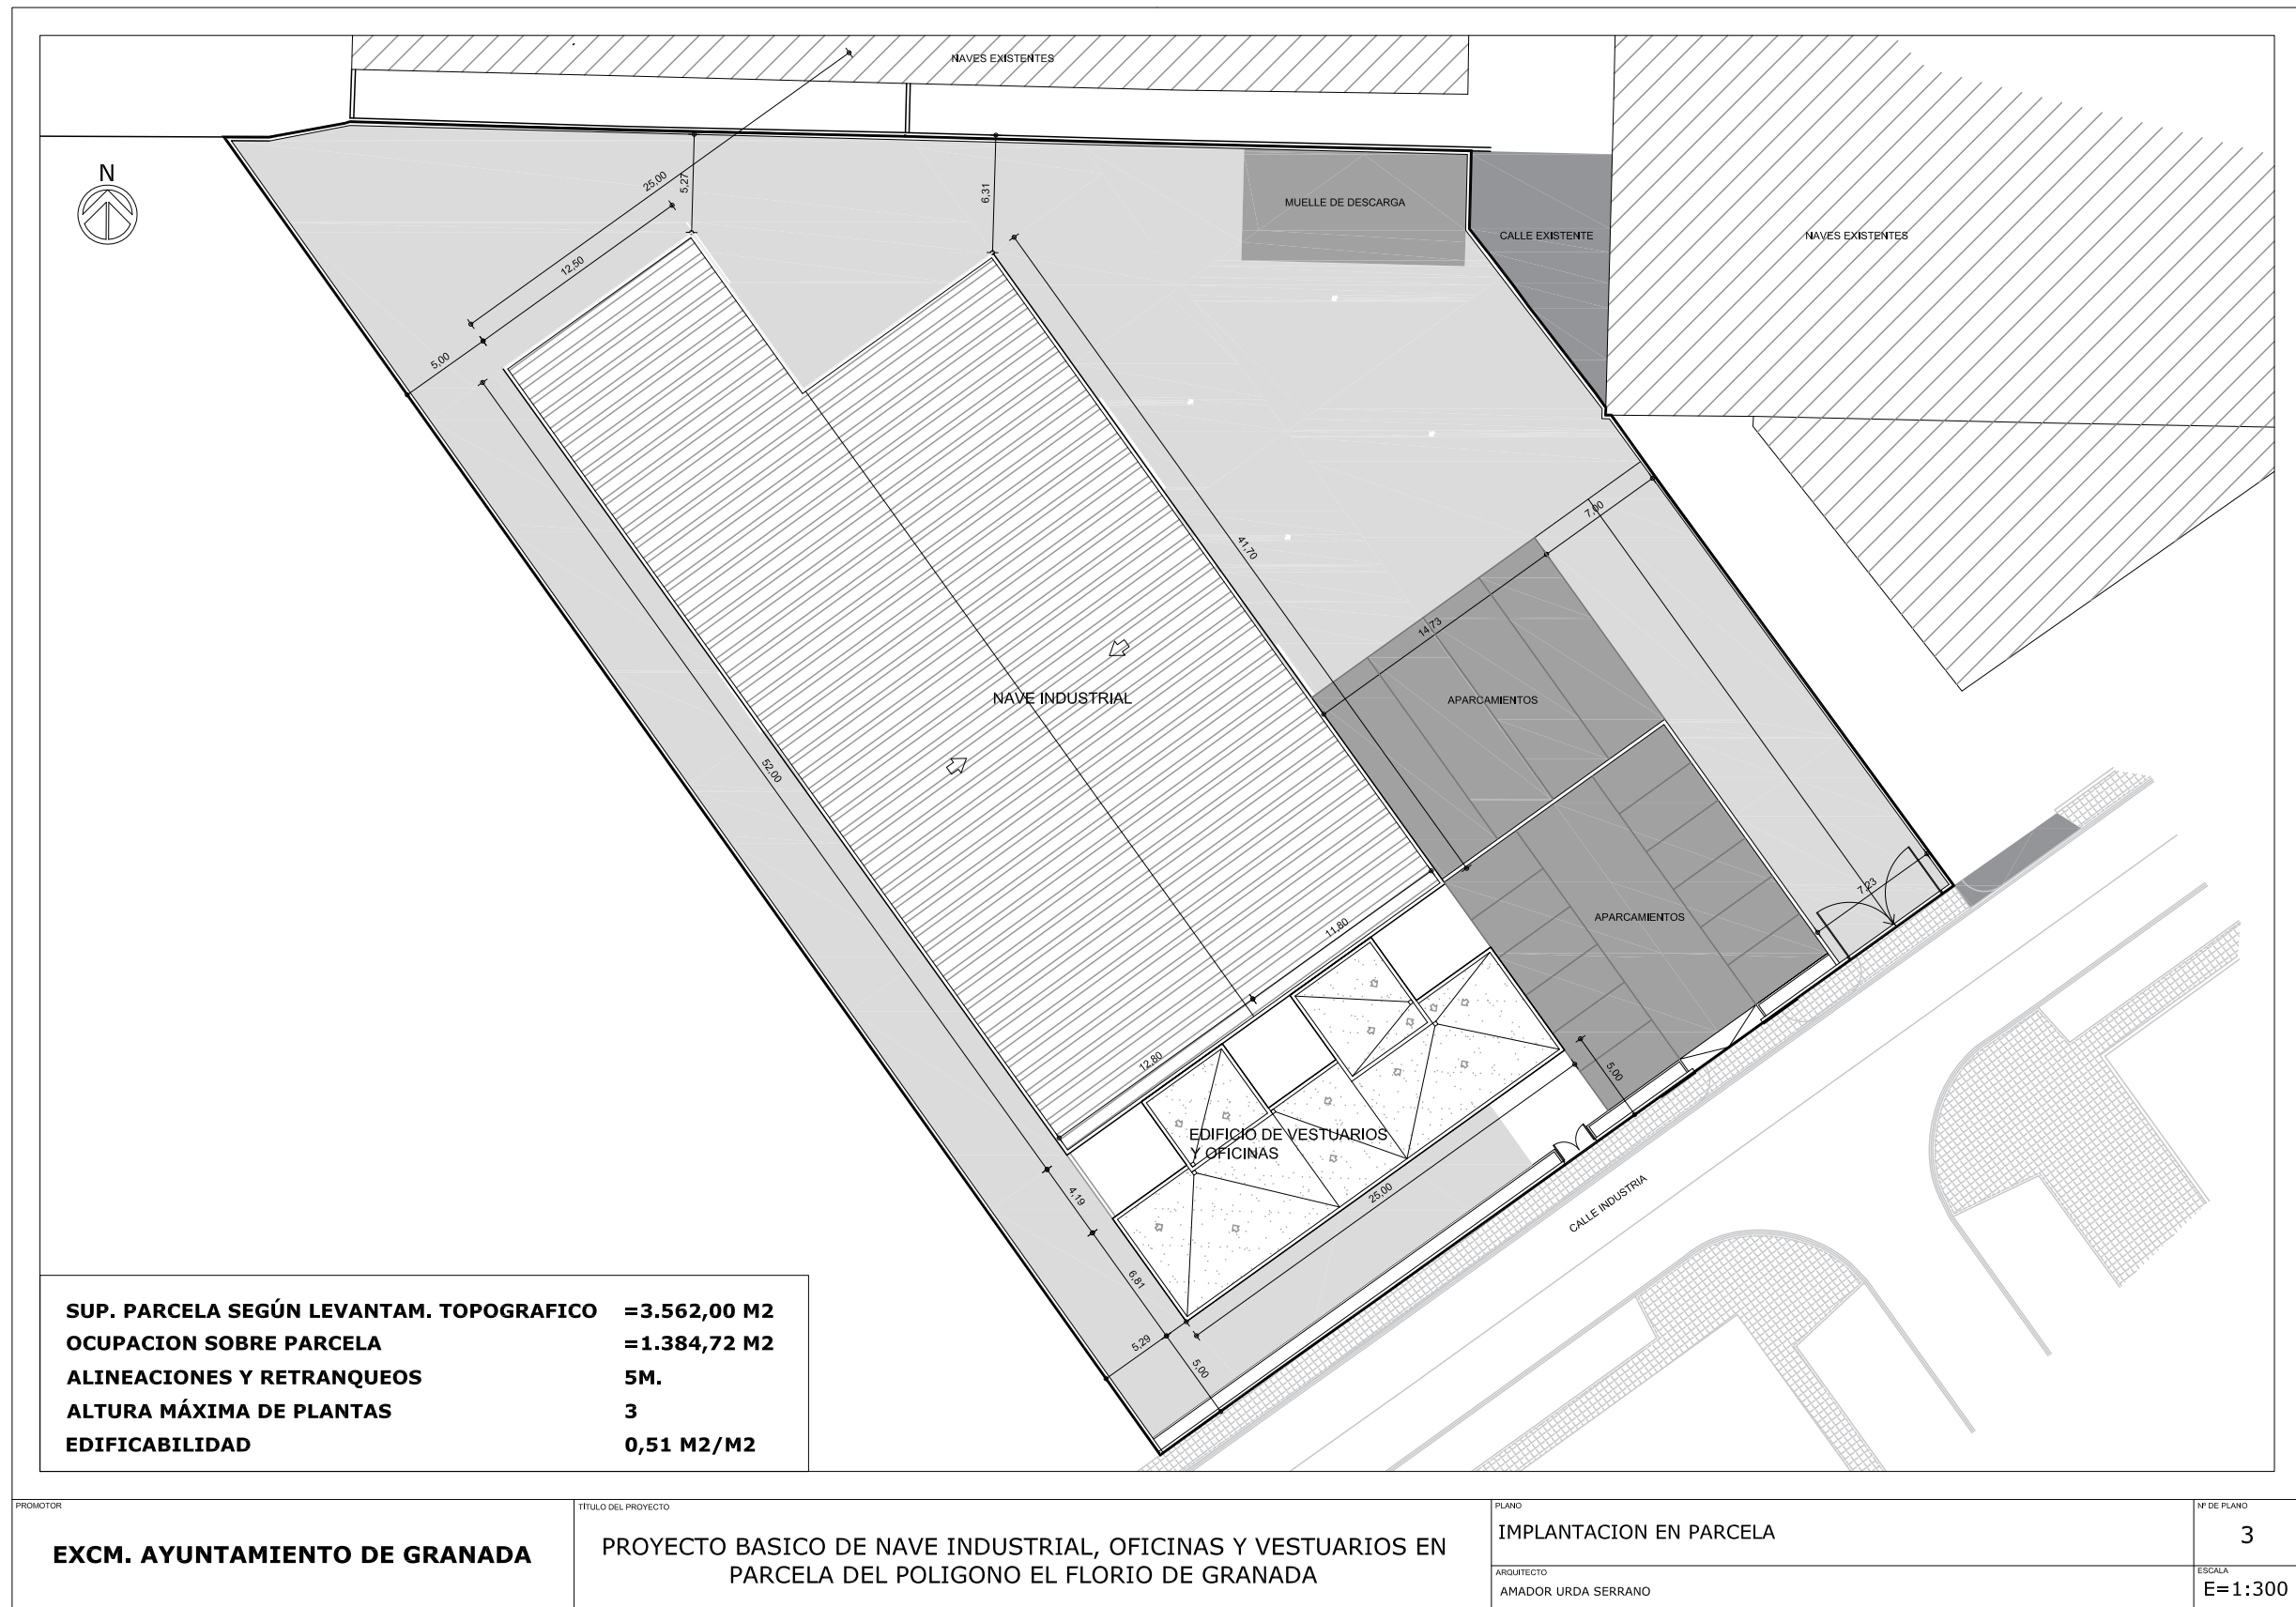 NAVES EXISTENTES
N
25,00
5,27
6,31
MUELLE DE DESCARGA
CALLE EXISTENTE
NAVES EXISTENTES
12,50
5,00
7,00
41,70
14,73
NAVE INDUSTRIAL
APARCAMIENTOS
52,00
7,23
APARCAMIENTOS
11,80
12,80
5,00
EDIFICIO DE VESTUARIOS
Y OFICINAS
4,19
25,00
CALLE INDUSTRIA
6,81
5,29
5,00
SUP. PARCELA SEGÚN LEVANTAM. TOPOGRAFICO =3.562,00 M2
OCUPACION SOBRE PARCELA =1.384,72 M2
ALINEACIONES Y RETRANQUEOS 5M.
ALTURA MÁXIMA DE PLANTAS 3
EDIFICABILIDAD 0,51 M2/M2
PROMOTOR
EXCM. AYUNTAMIENTO DE GRANADA
TÍTULO DEL PROYECTO
PROYECTO BASICO DE NAVE INDUSTRIAL, OFICINAS Y VESTUARIOS EN
PARCELA DEL POLIGONO EL FLORIO DE GRANADA
PLANO
IMPLANTACION EN PARCELA
ARQUITECTO
AMADOR URDA SERRANO
Nº DE PLANO
3
ESCALA
E=1:300